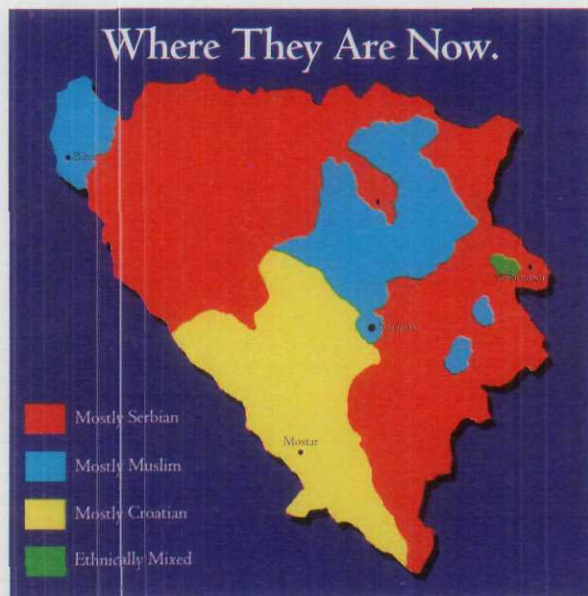 Where They Are Now.
Mostar
Mostly Serbian
Mostly Muslim
Mostly Croatian
Ethnically Mixed